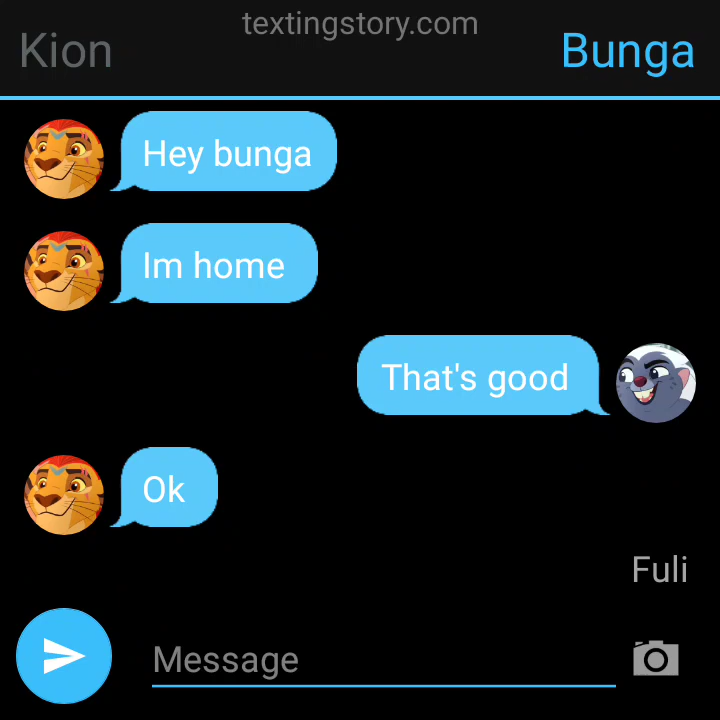 textingstory.com
Kion
Bunga
Hey bunga
Im home
That's good
Ok
Fuli
Message